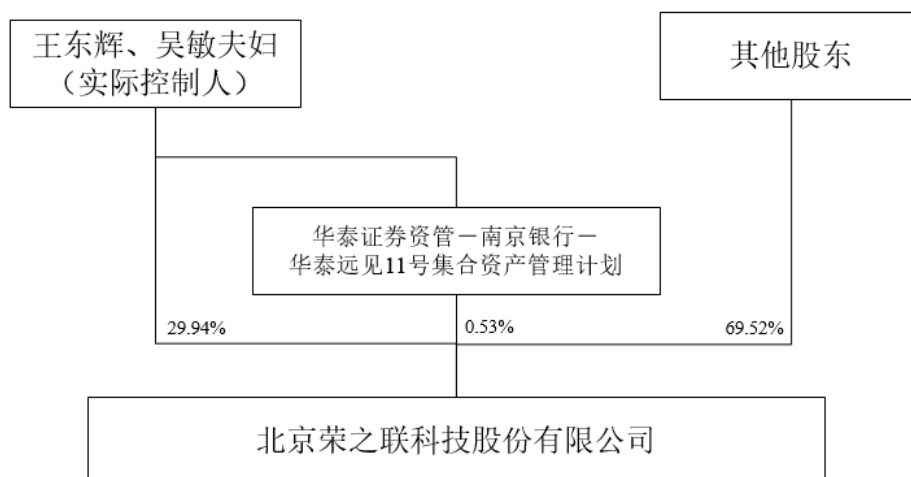 王东辉、吴敏夫妇
（实际控制人）
其他股东
华泰证券资管－南京银行－
华泰远见11号集合资产管理计划
29.94%
0.53%
69.52%
北京荣之联科技股份有限公司